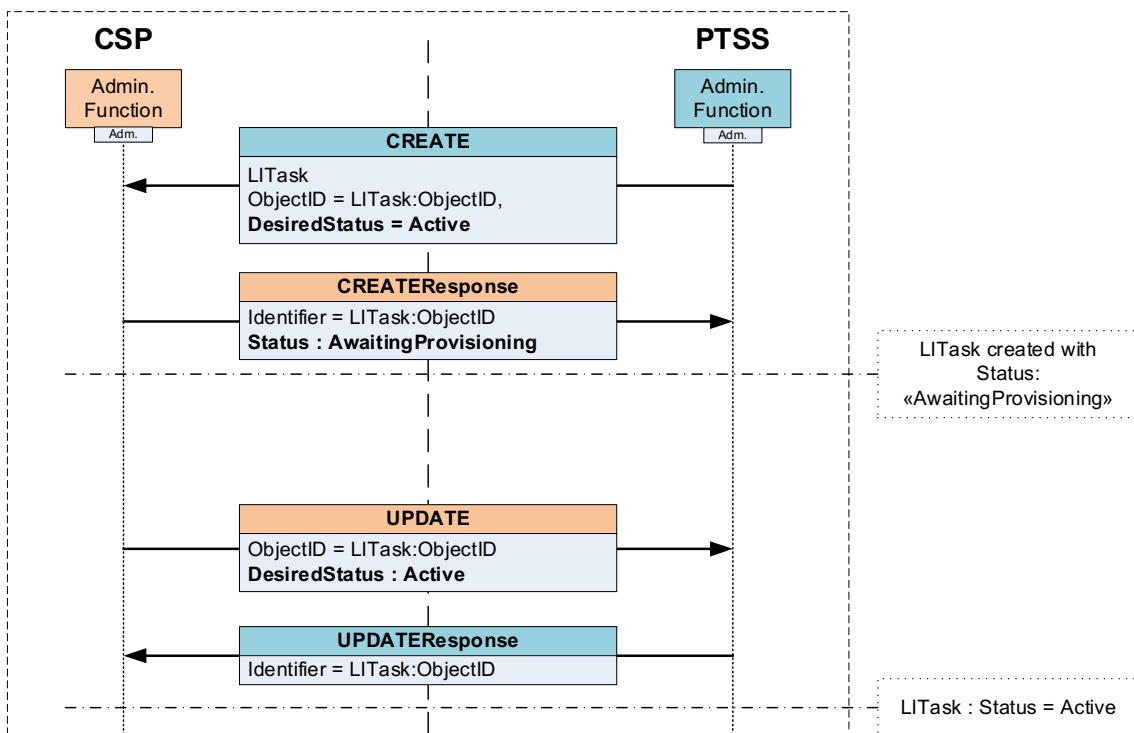 CSP
PTSS
Admin.
Function
Adm.
Admin.
Function
Adm.
CREATE
LITask
ObjectID = LITask:ObjectID,
DesiredStatus = Active
CREATEResponse
Identifier = LITask:ObjectID
Status : AwaitingProvisioning
LITask created with
Status:
«AwaitingProvisioning»
UPDATE
ObjectID = LITask:ObjectID
DesiredStatus : Active
UPDATEResponse
Identifier = LITask:ObjectID
LITask : Status = Active